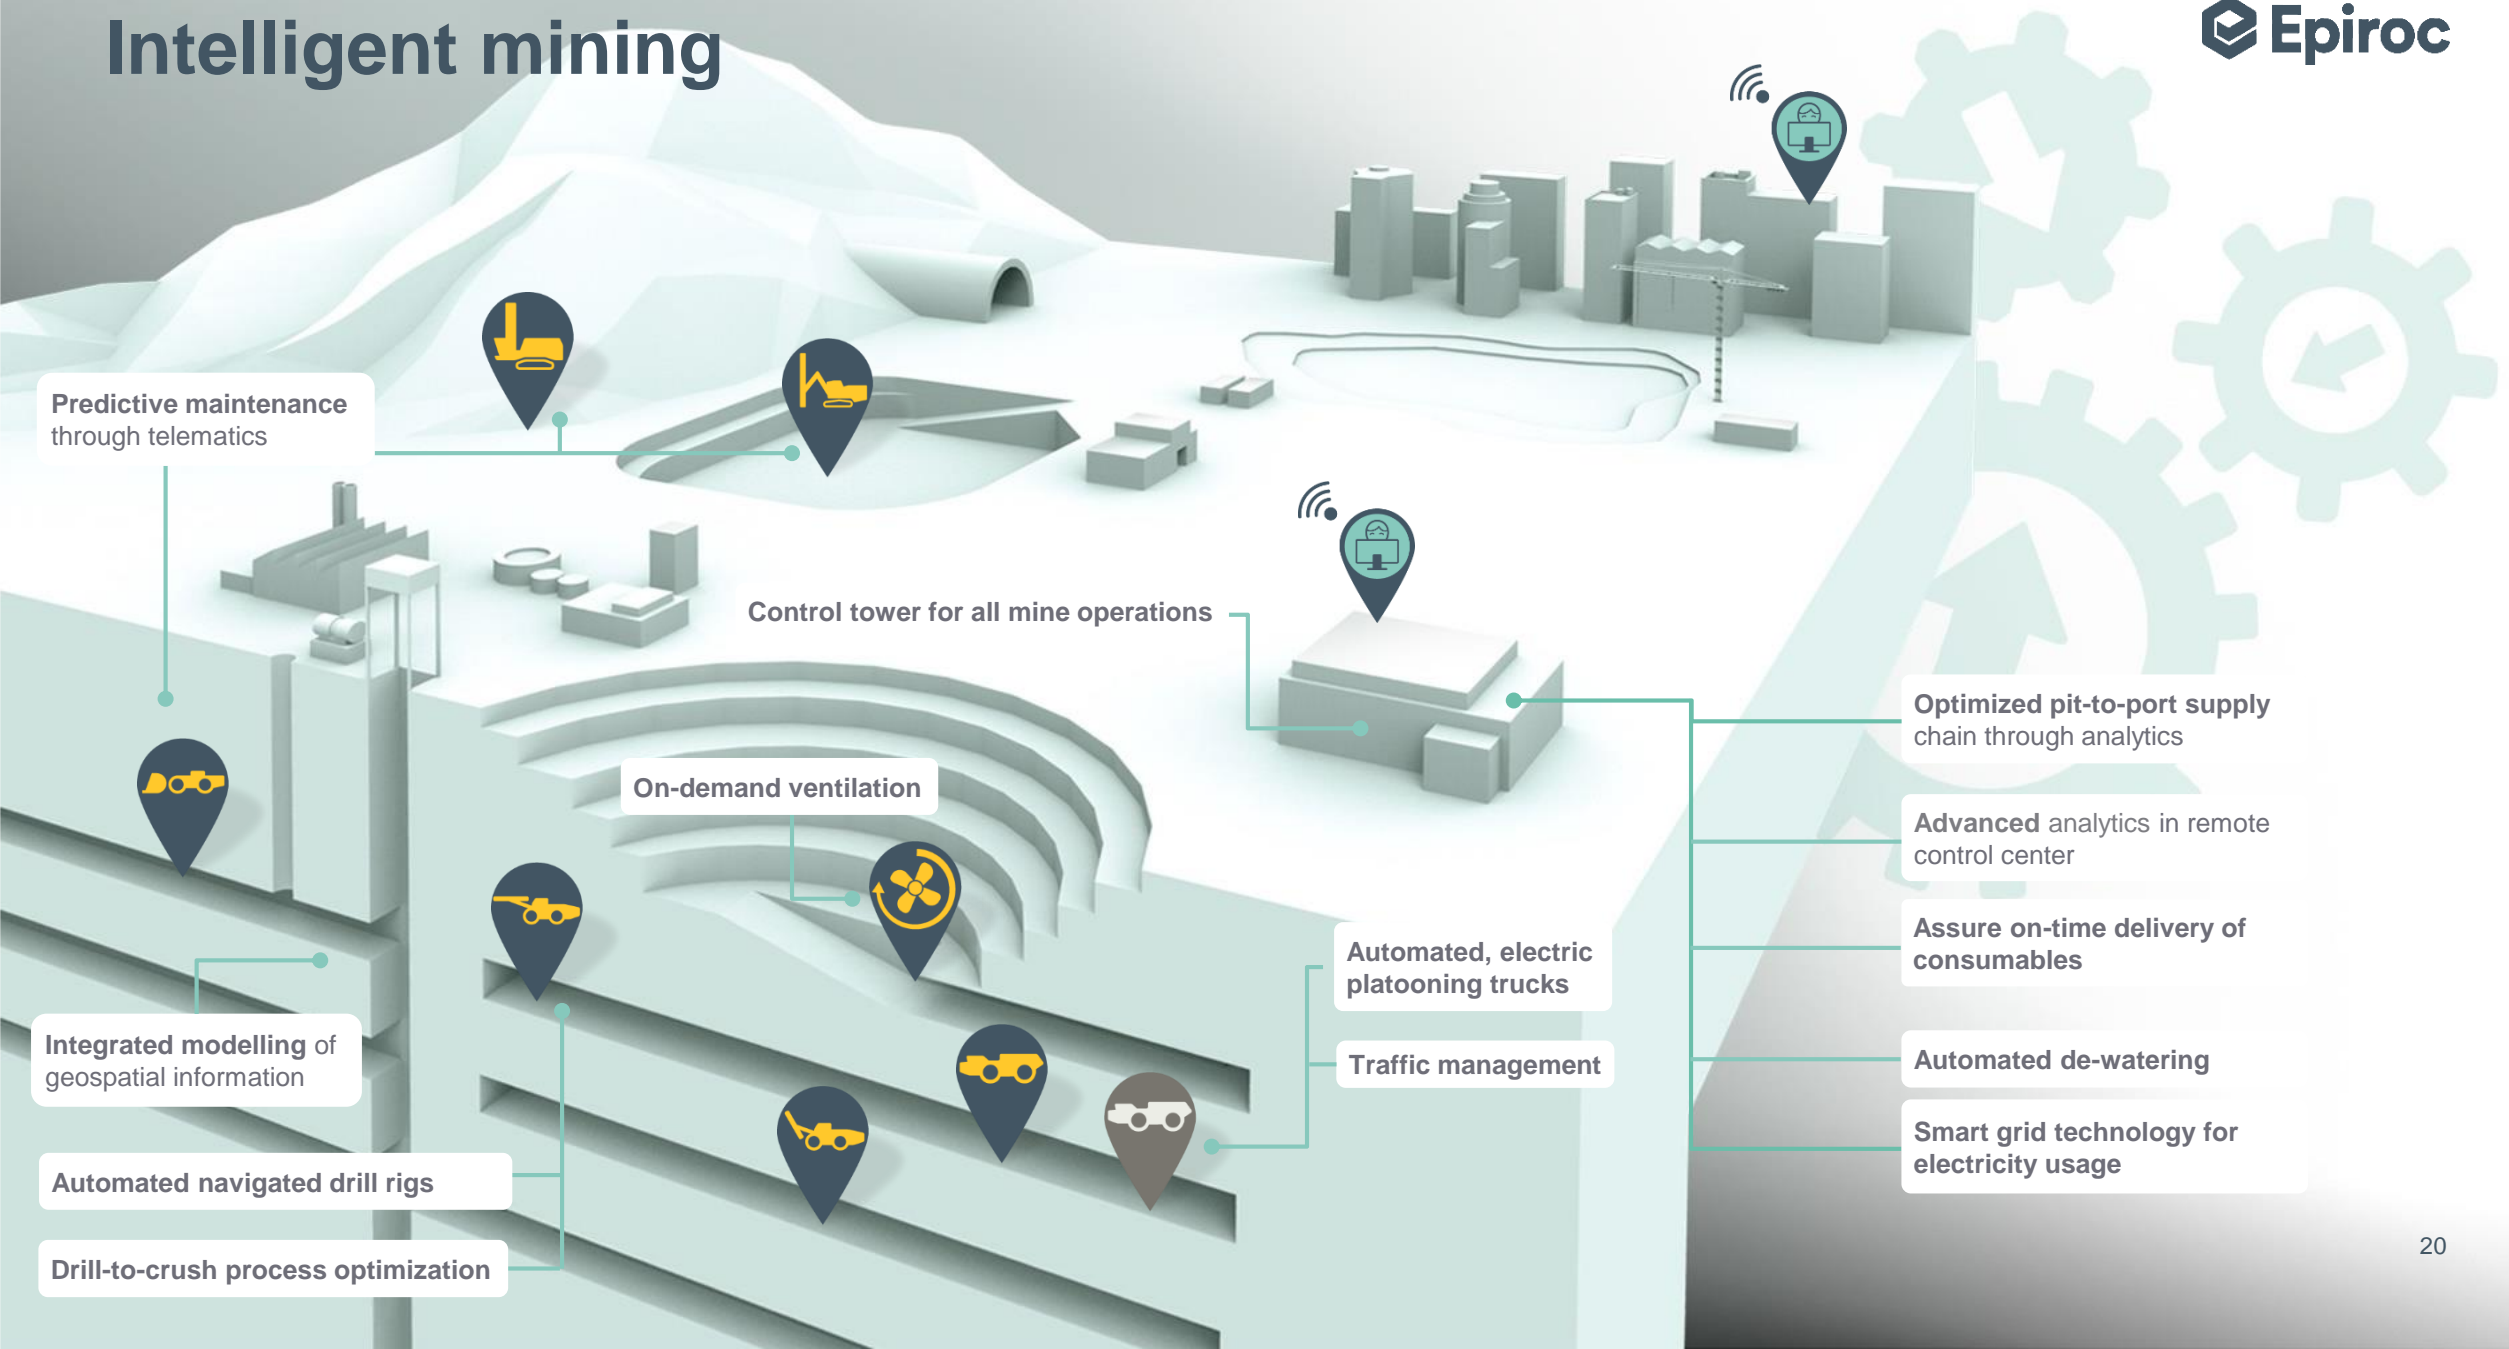 Intelligent mining
Epiroc
Predictive maintenance
through telematics
Control tower for all mine operations
On-demand ventilation
Optimized pit-to-port supply
chain through analytics
Advanced analytics in remote
control center
Assure on-time delivery of
consumables
Automated de-watering
Smart grid technology for
electricity usage
Automated, electric
platooning trucks
Traffic management
Integrated modelling of
geospatial information
Automated navigated drill rigs
Drill-to-crush process optimization
20